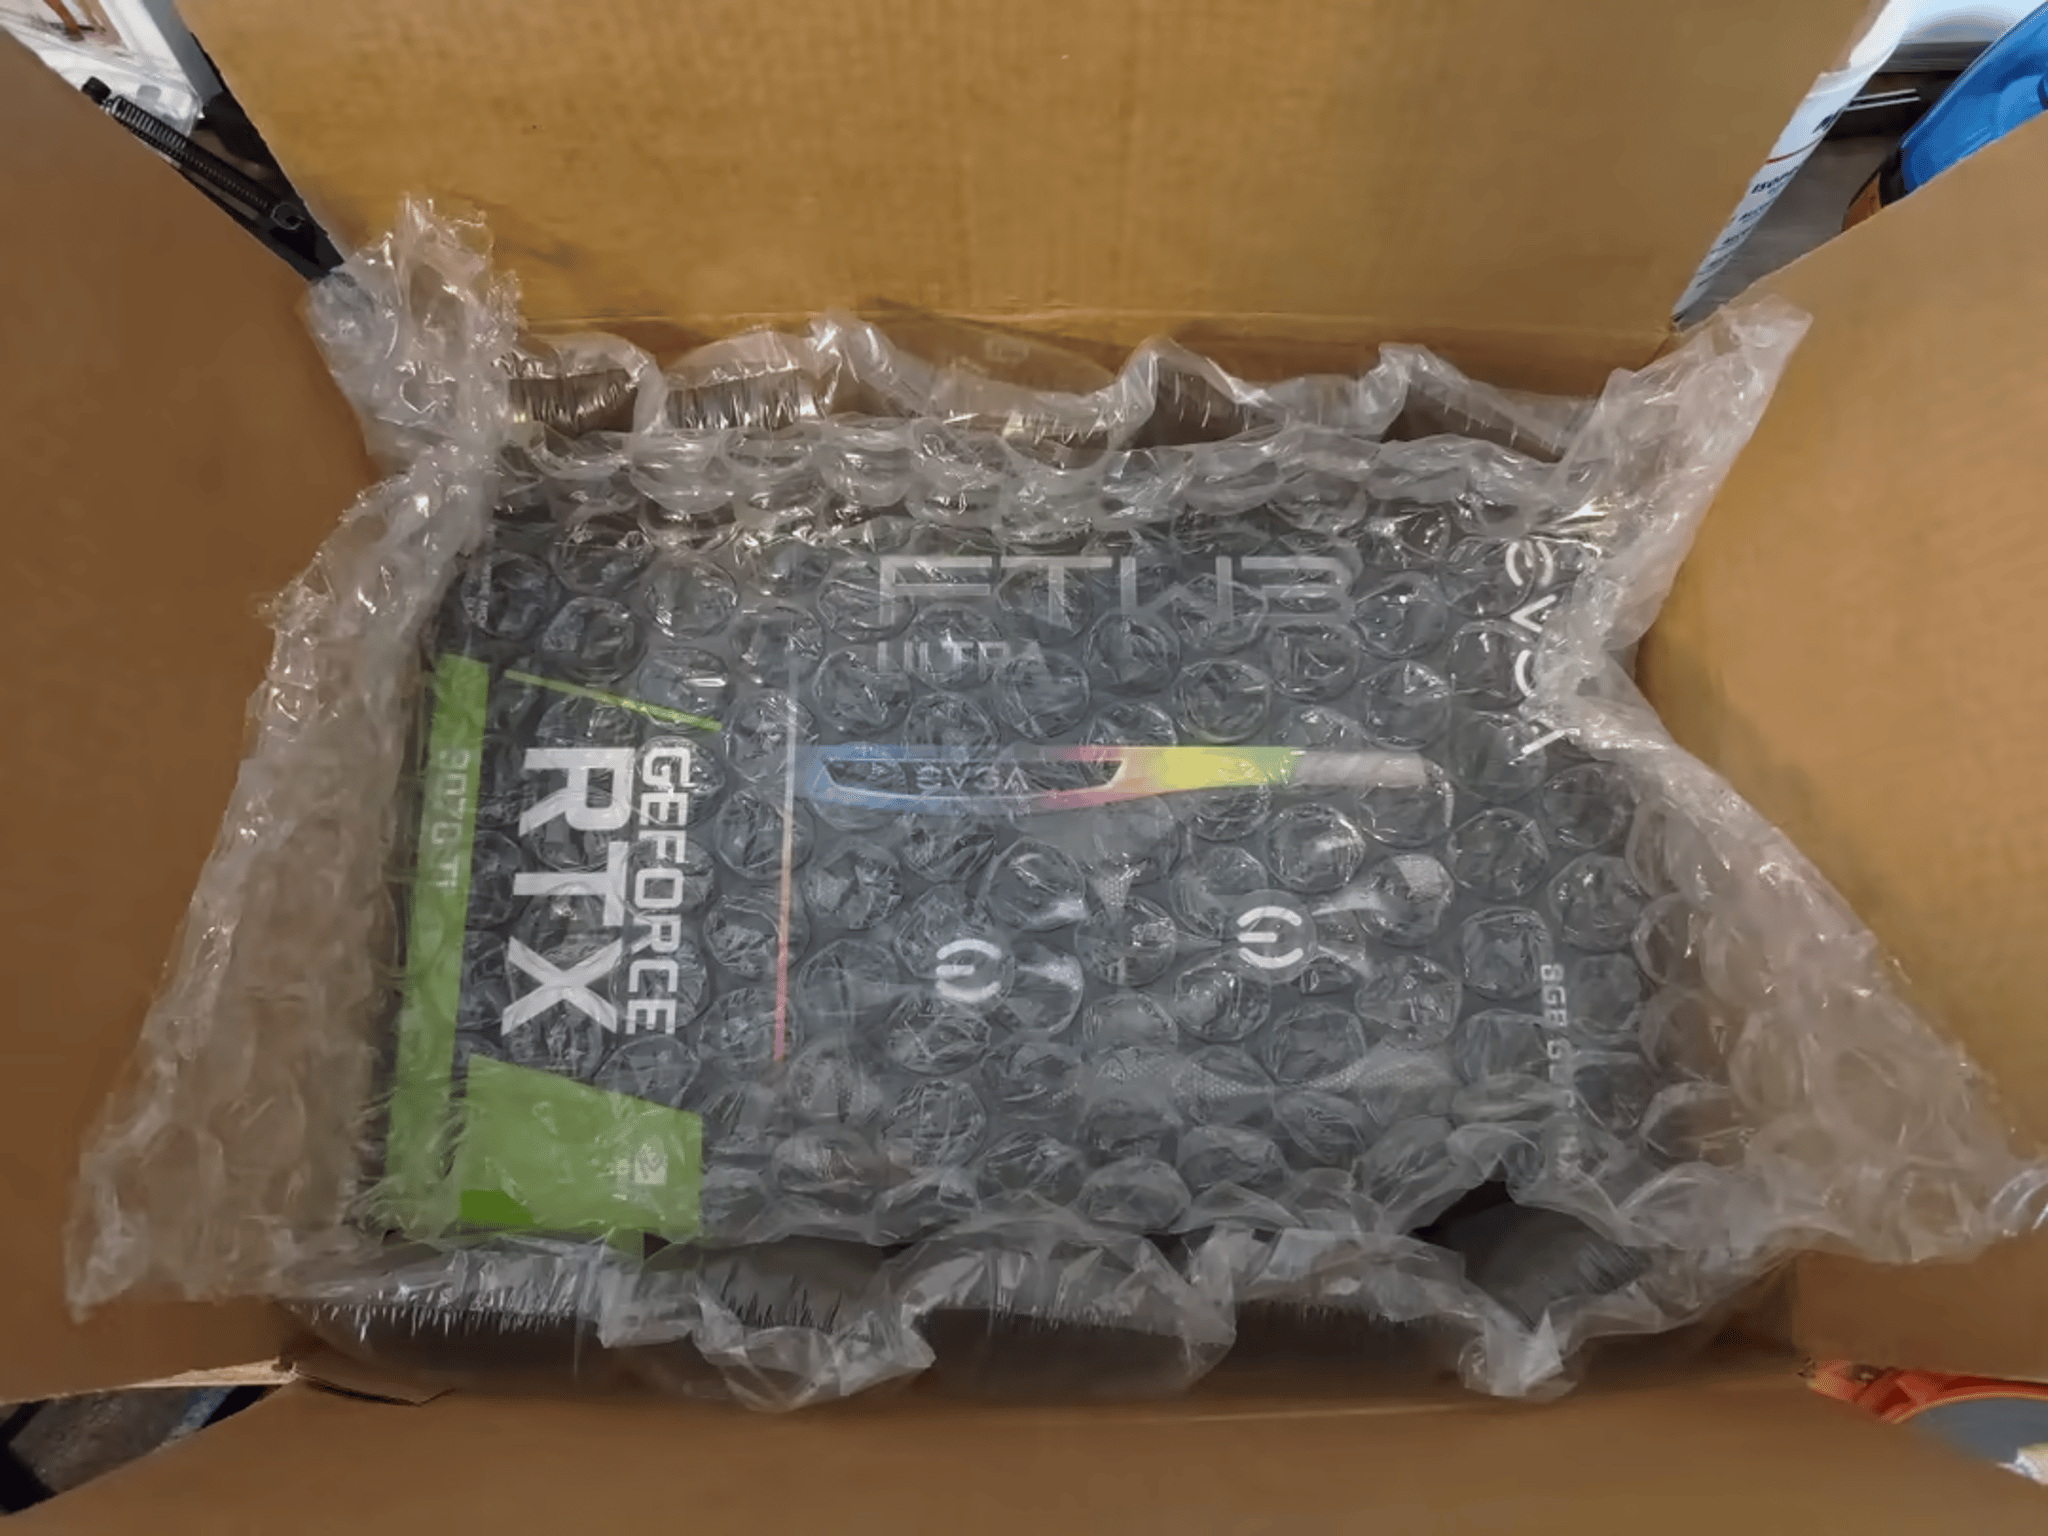 FTW3
ULTRA
EVGA
EVGA
GEFORCE
RTX
3070 Ti
8GB